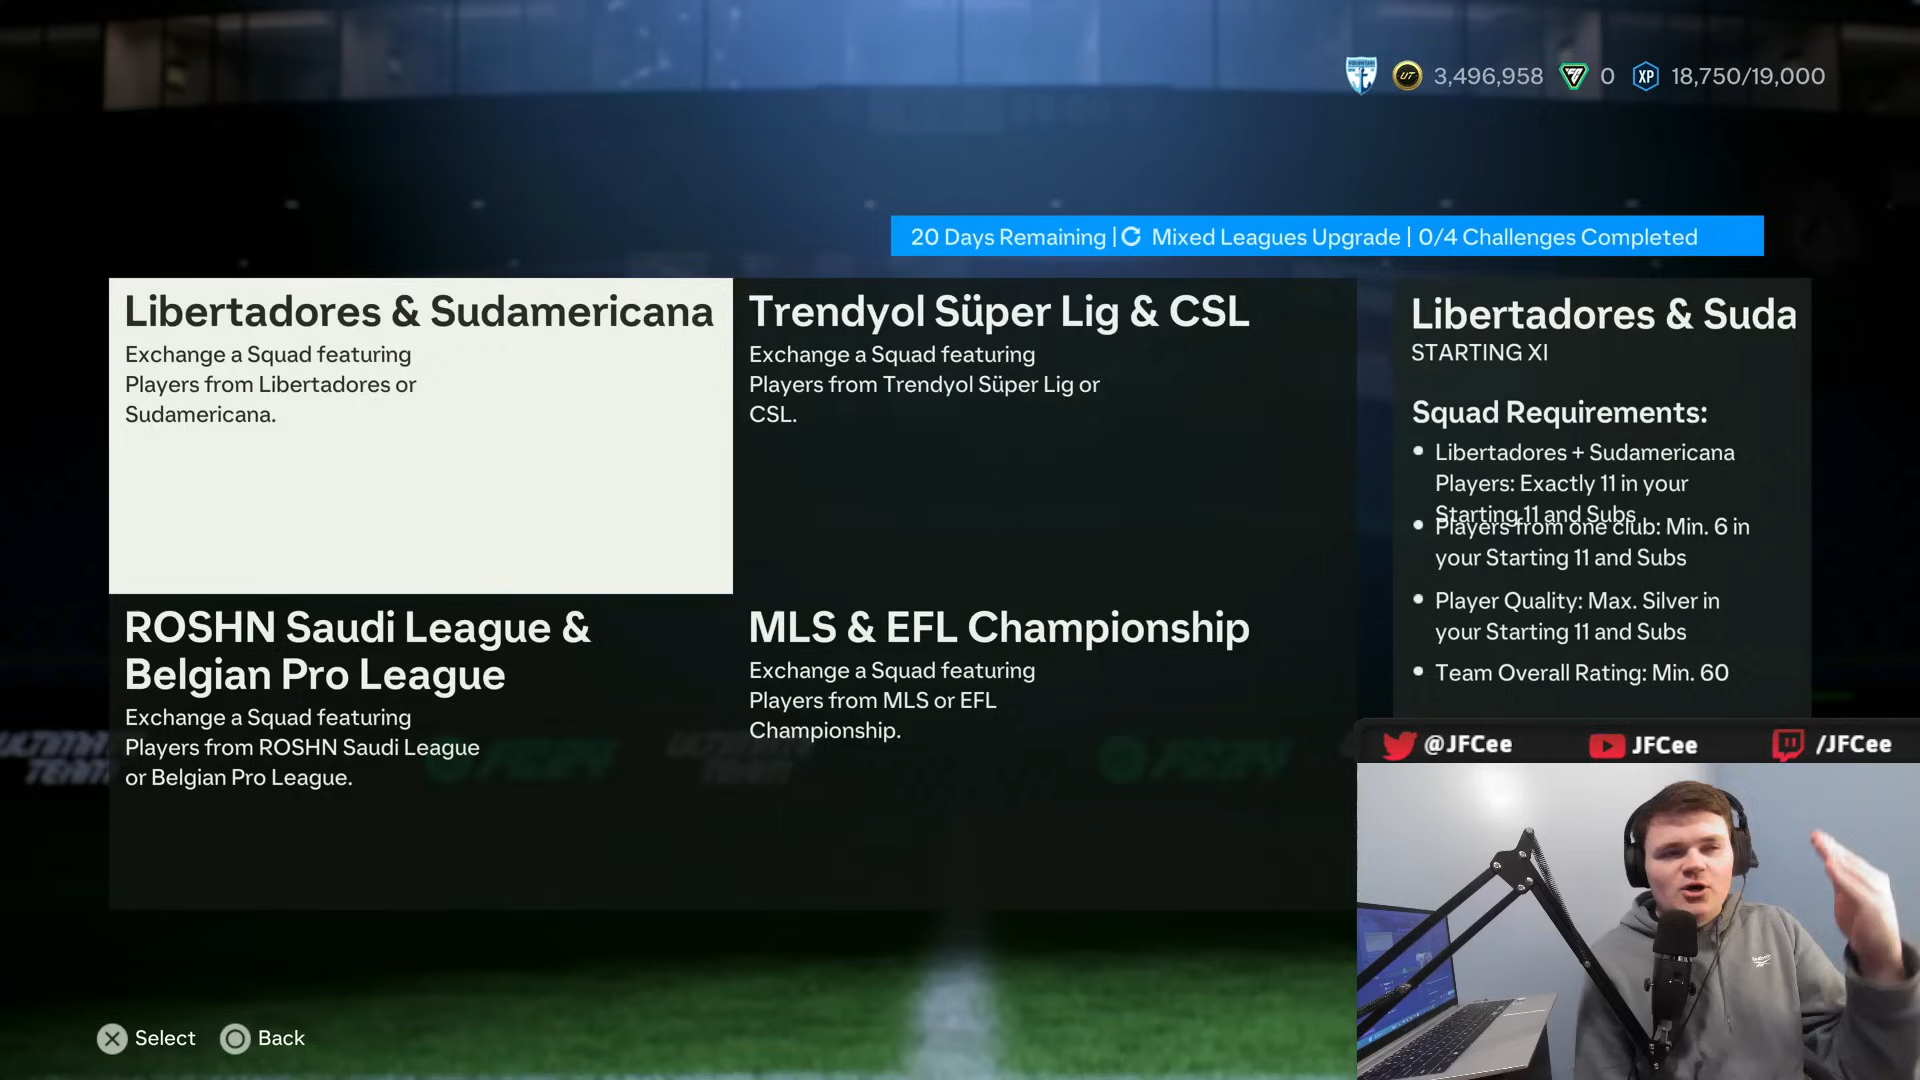 3,496,958 0 XP 18,750/19,000
20 Days Remaining | Mixed Leagues Upgrade | 0/4 Challenges Completed
Libertadores & Sudamericana
Exchange a Squad featuring
Players from Libertadores or
Sudamericana.
Trendyol Süper Lig & CSL
Exchange a Squad featuring
Players from Trendyol Süper Lig or
CSL.
ROSHN Saudi League &
Belgian Pro League
Exchange a Squad featuring
Players from ROSHN Saudi League
or Belgian Pro League.
MLS & EFL Championship
Exchange a Squad featuring
Players from MLS or EFL
Championship.
Libertadores & Suda
STARTING XI
Squad Requirements:
Libertadores + Sudamericana
Players: Exactly 11 in your
Starting 11 and Subs
Players from one club: Min. 6 in
your Starting 11 and Subs
Player Quality: Max. Silver in
your Starting 11 and Subs
Team Overall Rating: Min. 60
@JFCee JFCee /JFCee
ULTIMATE
TEAM
Select Back